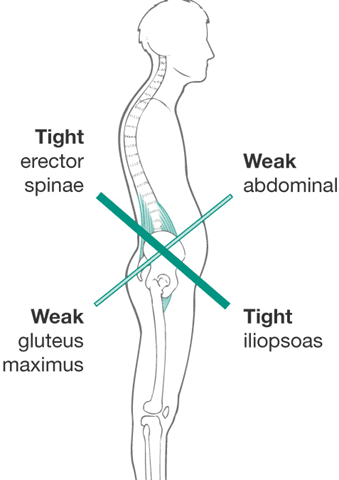 Tight
erector
spinae
Weak
abdominal
Weak
gluteus
maximus
Tight
iliopsoas